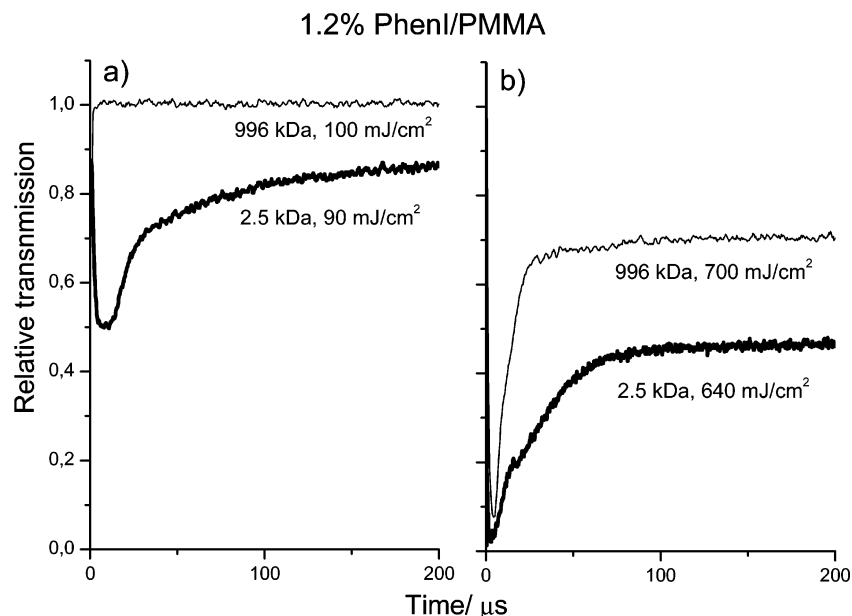 1.2% PhenI/PMMA
a)
b)
Relative transnmission
1,0
0,8
0,6
0,4
0,2
0,0
996 kDa, 100 mJ/cm²
2.5 kDa, 90 mJ/cm²
996 kDa, 700 mJ/cm²
2.5 kDa, 640 mJ/cm²
0
100
200
0
100
200
Time/ μs